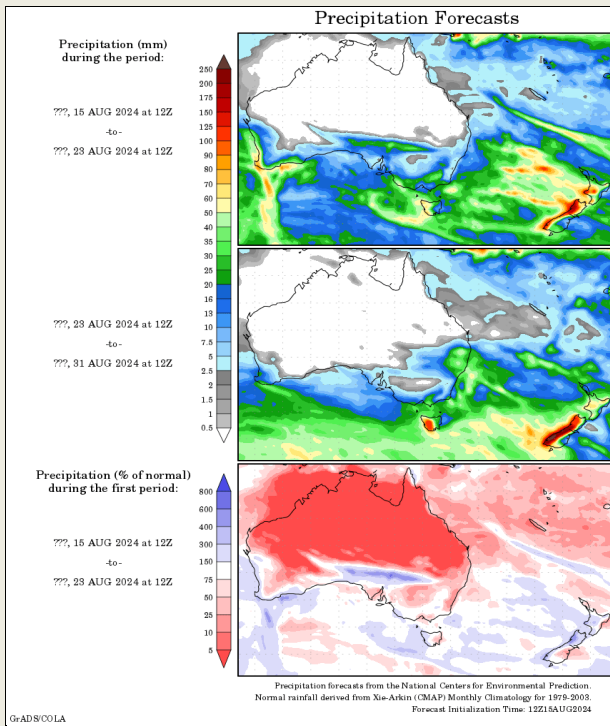 Precipitation Forecasts
Precipitation (mm)
during the period:
???, 15 AUG 2024 at 12Z
-to-
???, 23 AUG 2024 at 12Z
250
200
175
150
125
100
90
80
70
60
50
40
35
30
25
20
16
13
10
7.5
5
2.5
2
1.5
1
0.5
???, 23 AUG 2024 at 12Z
-to-
???, 31 AUG 2024 at 12Z
Precipitation (% of normal)
during the first period:
800
600
400
300
150
75
50
25
10
5
???, 15 AUG 2024 at 12Z
-to-
???, 23 AUG 2024 at 12Z
Precipitation forecasts from the National Centers for Environmental Prediction.
Normal rainfall derived from Xie-Arkin (CMAP) Monthly Climatology for 1979-2003.
Forecast Initialization Time: 12Z15AUG2024
GrADS/COLA